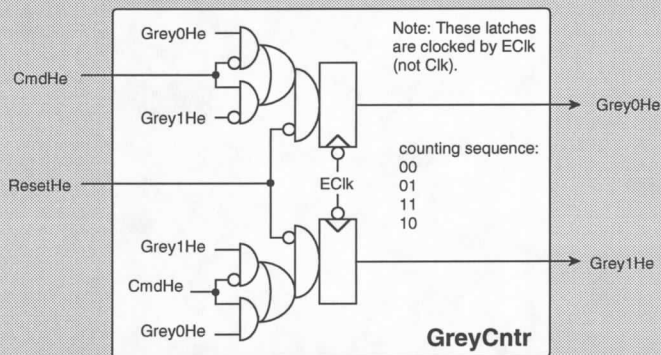 Grey0He
CmdHe
Grey1He
Note: These latches
are clocked by EClk
(not Clk).
Grey0He
counting sequence:
00
01
11
10
ResetHe
EClk
Grey1He
CmdHe
Grey0He
Grey1He
GreyCntr